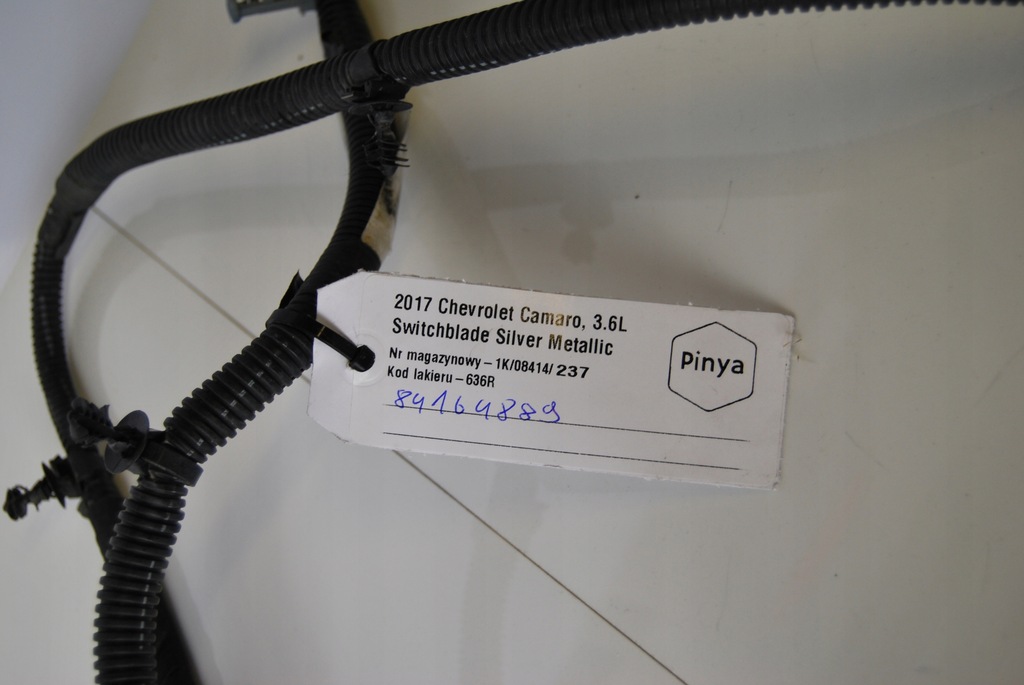 2017 Chevrolet Camaro, 3.6L
Switchblade Silver Metallic
Nr magazynowy – 1K/08414/ 237
Kod lakieru – 636R
84164889
Pinya